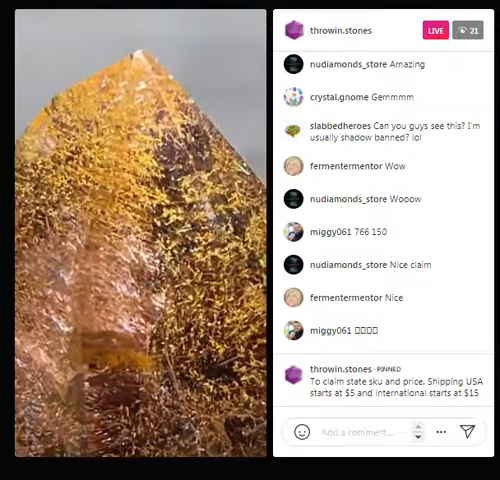 throwin.stones
LIVE
21
nudiamonds_store Amazing
crystal.gnome Gemmmm
slabbedheroes Can you guys see this? I'm
usually shadow banned? lol
fermentermentor Wow
nudiamonds_store Wooow
miggy061 766 150
nudiamonds_store Nice claim
fermentermentor Nice
miggy061 □□□□
throwin.stones · PINNED
To claim state sku and price. Shipping USA
starts at $5 and international starts at $15
Add a comment...